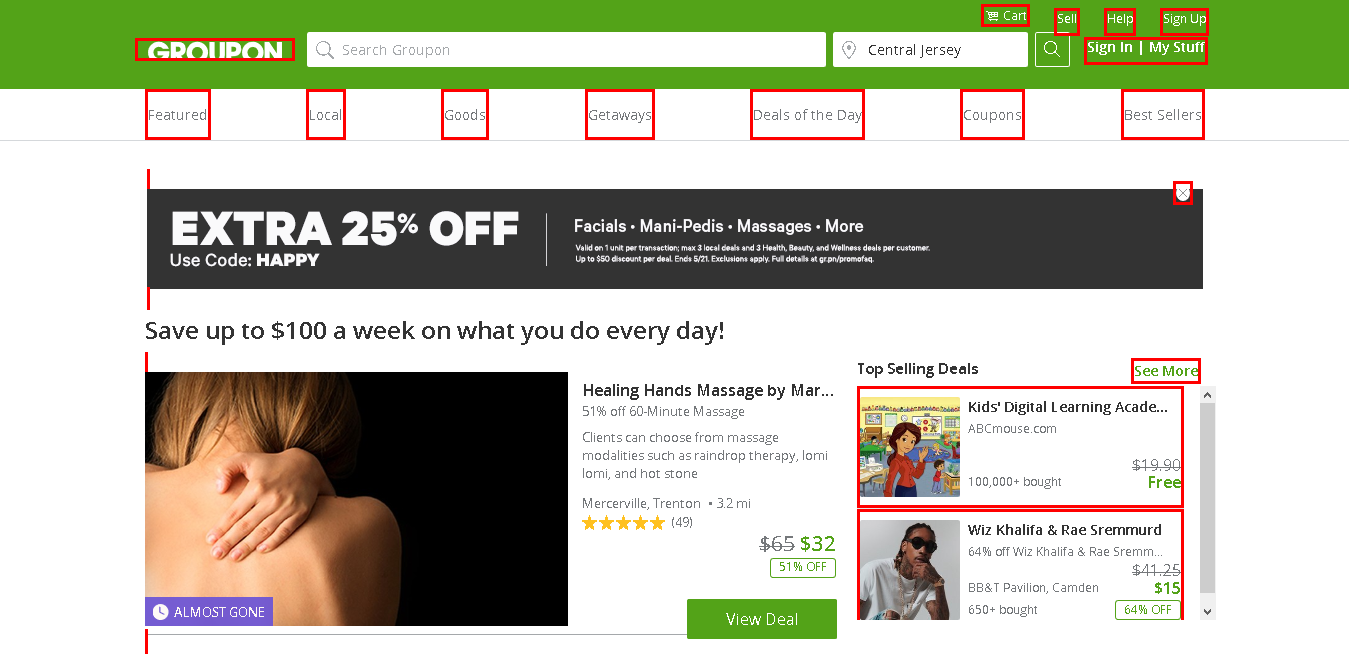 Cart
Sell
Help
Sign Up
GROUPON
Search Groupon
Central Jersey
Sign In | My Stuff
Featured
Local
Goods
Getaways
Deals of the Day
Coupons
Best Sellers
EXTRA 25% OFF
Use Code: HAPPY
Facials • Mani-Pedis • Massages • More
Valid on 1 unit per transaction; max 3 local deals and 3 Health, Beauty, and Wellness deals per customer.
Up to $50 discount per deal. Ends 5/21. Exclusions apply. Full details at gr.pn/promofaq.
Save up to $100 a week on what you do every day!
ALMOST GONE
Healing Hands Massage by Mar...
51% off 60-Minute Massage
Clients can choose from massage
modalities such as raindrop therapy, lomi
lomi, and hot stone
Mercerville, Trenton • 3.2 mi
(49)
$65 $32
51% OFF
View Deal
Top Selling Deals
See More
Kids' Digital Learning Acade...
ABCmouse.com
$19.90
100,000+ bought
Free
Wiz Khalifa & Rae Sremmurd
64% off Wiz Khalifa & Rae Sremm...
$41.25
BB&T Pavilion, Camden
$15
650+ bought
64% OFF